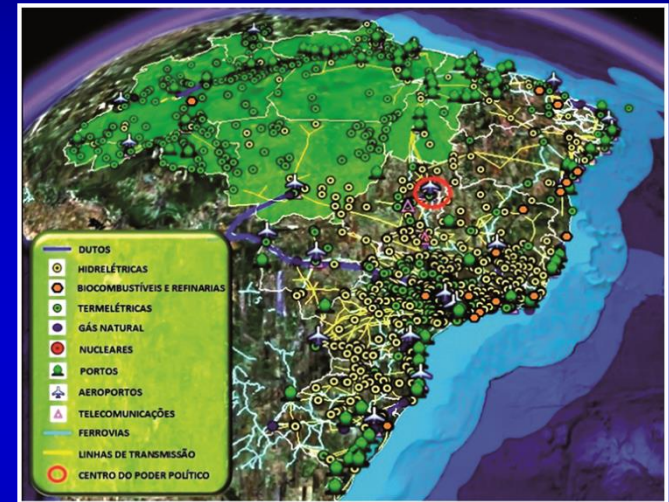 DUTOS
HIDRELÉTRICAS
BIOCOMBUSTÍVEIS E REFINARIAS
TERMELÉTRICAS
GÁS NATURAL
NUCLEARES
PORTOS
AEROPORTOS
TELECOMUNICAÇÕES
FERROVIAS
LINHAS DE TRANSMISSÃO
CENTRO DO PODER POLÍTICO